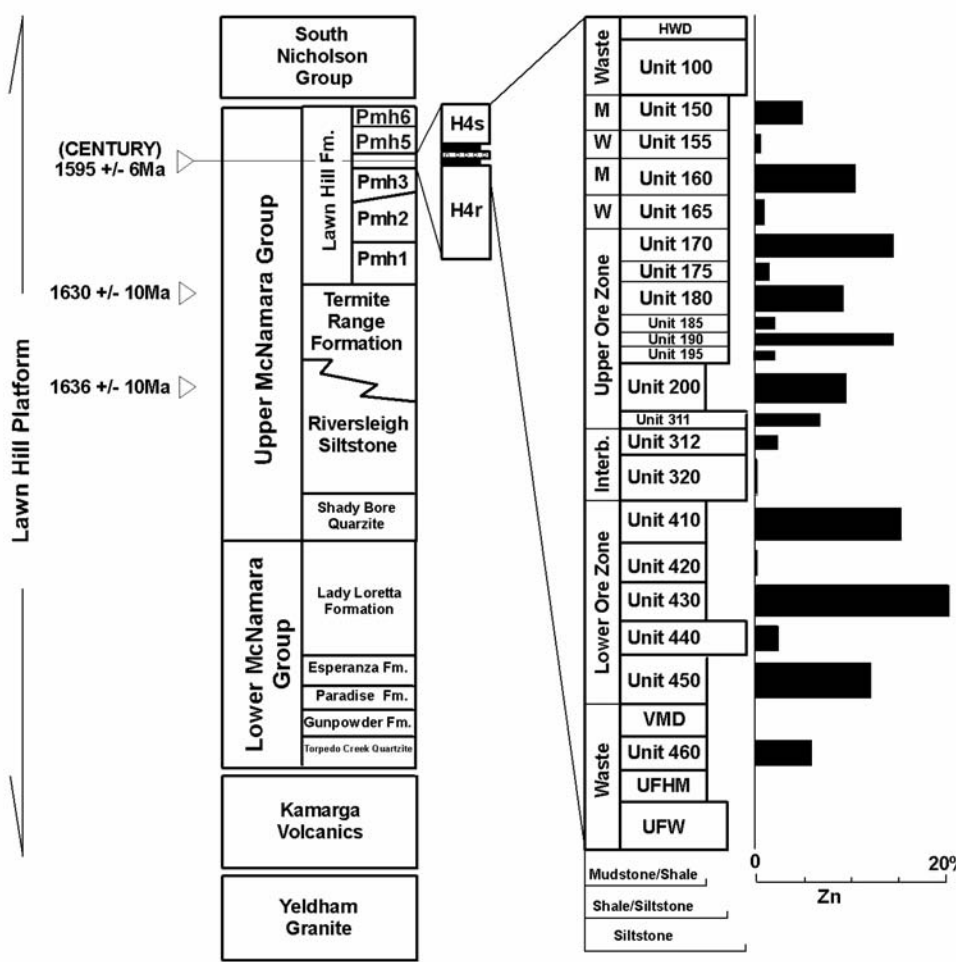 Lawn Hill Platform
(CENTURY)
1595 +/- 6Ma
1630 +/- 10Ma
1636 +/- 10Ma
South
Nicholson
Group
Upper McNamara Group
Lawn Hill Fm.
Pmh6
Pmh5
Pmh3
Pmh2
Pmh1
Termite
Range
Formation
Riversleigh
Siltstone
Shady Bore
Quarzite
Lower McNamara
Group
Lady Loretta
Formation
Esperanza Fm.
Paradise Fm.
Gunpowder Fm.
Torpedo Creek Quartzite
Kamarga
Volcanics
Yeldham
Granite
H4s
H4r
Waste
HWD
Unit 100
M
Unit 150
W
Unit 155
M
Unit 160
W
Unit 165
Upper Ore Zone
Unit 170
Unit 175
Unit 180
Unit 185
Unit 190
Unit 195
Unit 200
Unit 311
Interb.
Unit 312
Unit 320
Lower Ore Zone
Unit 410
Unit 420
Unit 430
Unit 440
Unit 450
Waste
VMD
Unit 460
UFHM
UFW
Mudstone/Shale
Shale/Siltstone
Siltstone
0
20%
Zn